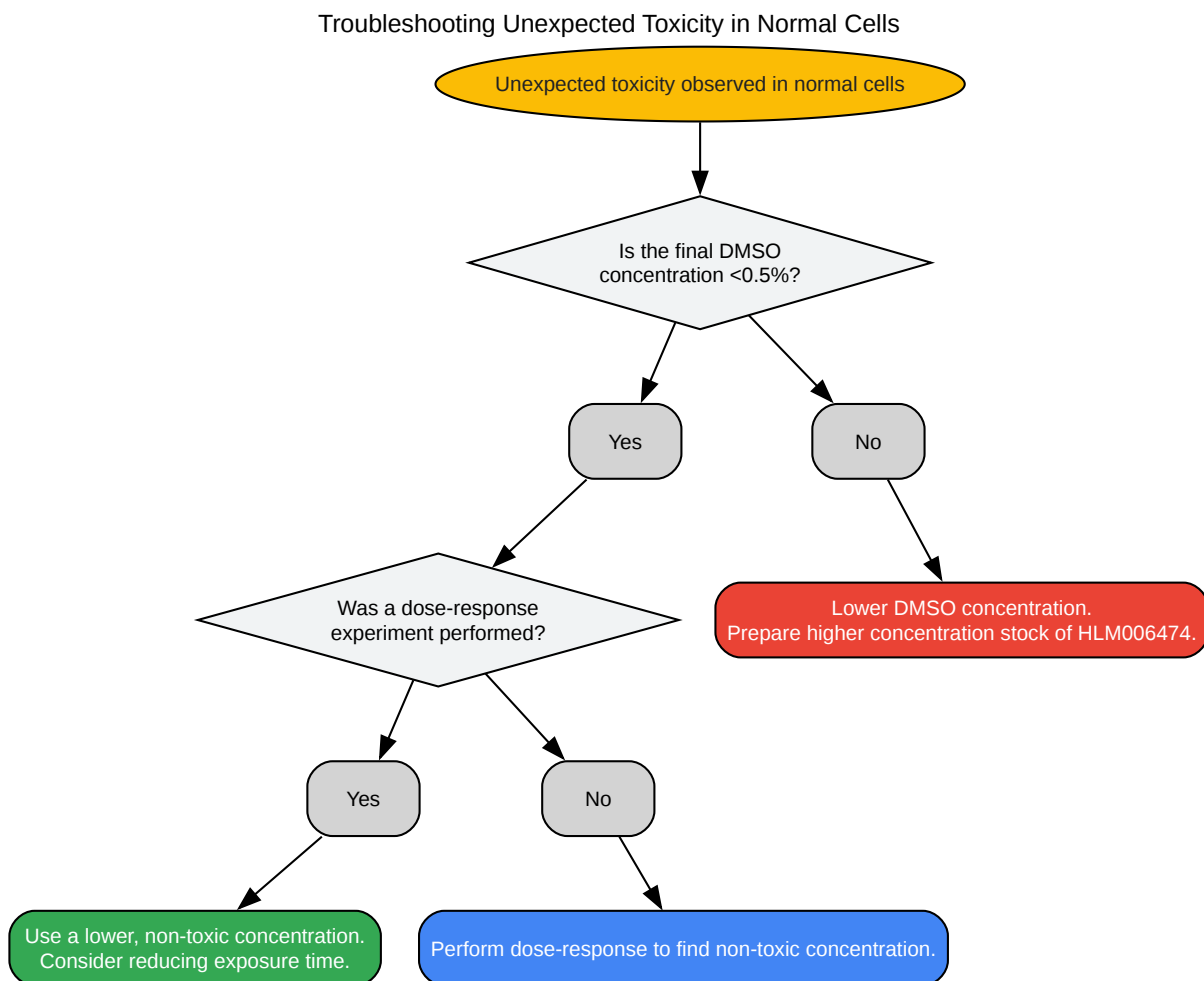 Troubleshooting Unexpected Toxicity in Normal Cells
Unexpected toxicity observed in normal cells
Is the final DMSO
concentration <0.5%?
Yes
No
Was a dose-response
experiment performed?
Lower DMSO concentration.
Prepare higher concentration stock of HLM006474.
Yes
No
Use a lower, non-toxic concentration.
Consider reducing exposure time.
Perform dose-response to find non-toxic concentration.